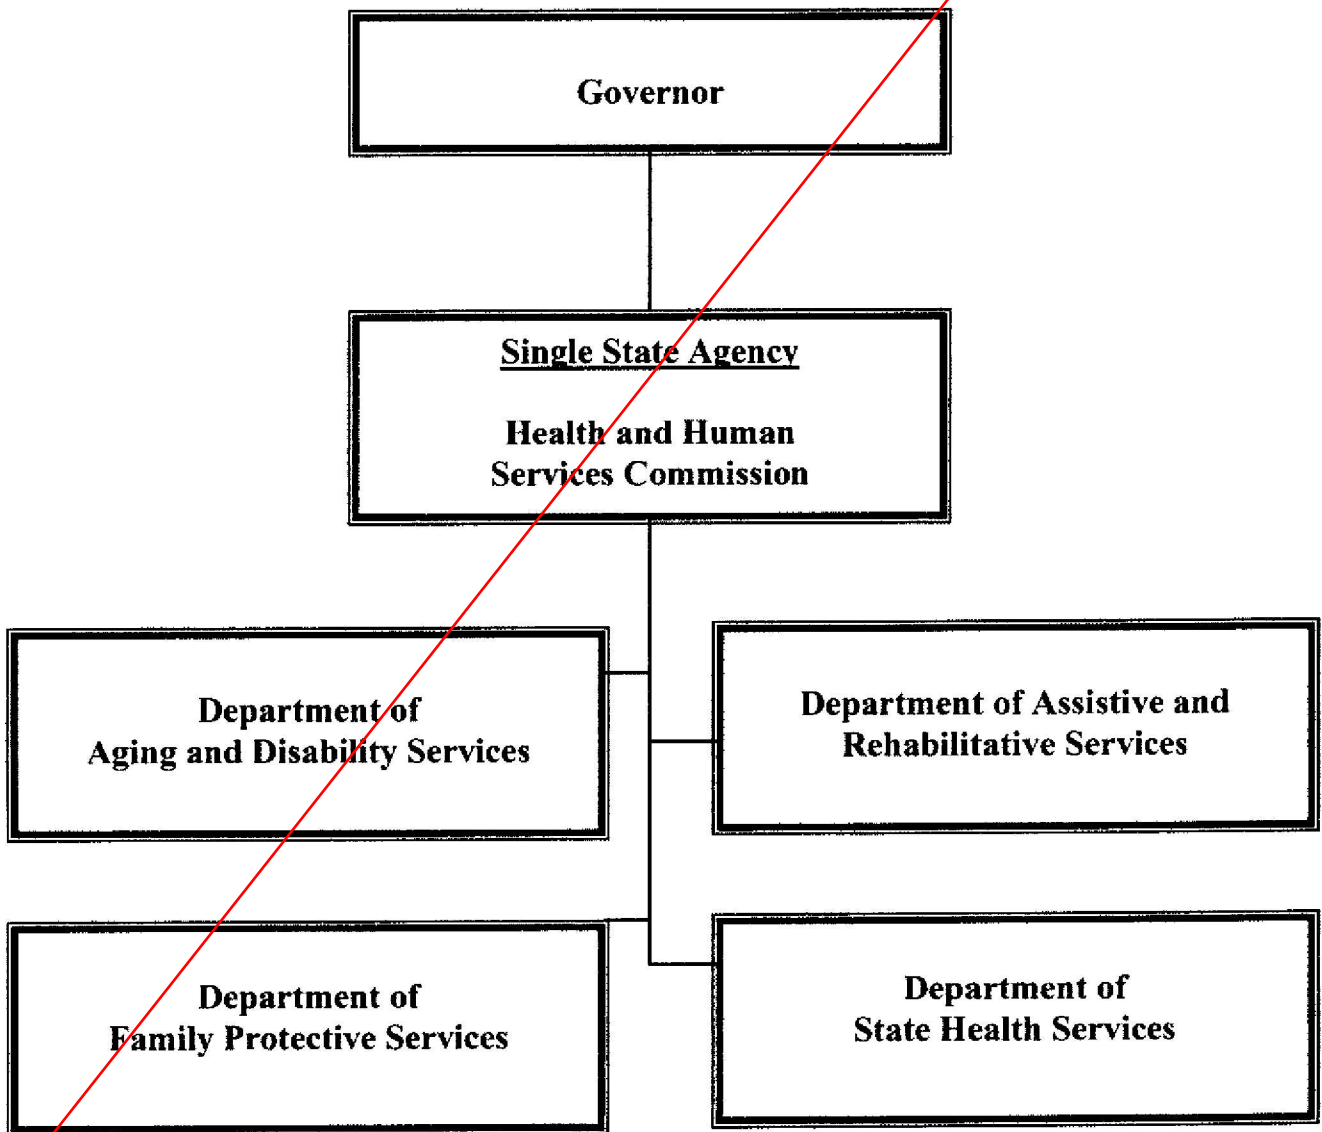 Governor
Single State Agency
Health and Human
Services Commission
Department of
Aging and Disability Services
Department of Assistive and
Rehabilitative Services
Department of
Family Protective Services
Department of
State Health Services